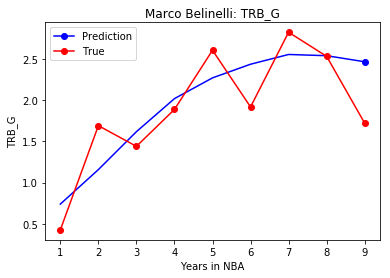 Marco Belinelli: TRB_G
Prediction
True
TRB_G
2.5
2.0
1.5
1.0
0.5
1 2 3 4 5 6 7 8 9
Years in NBA